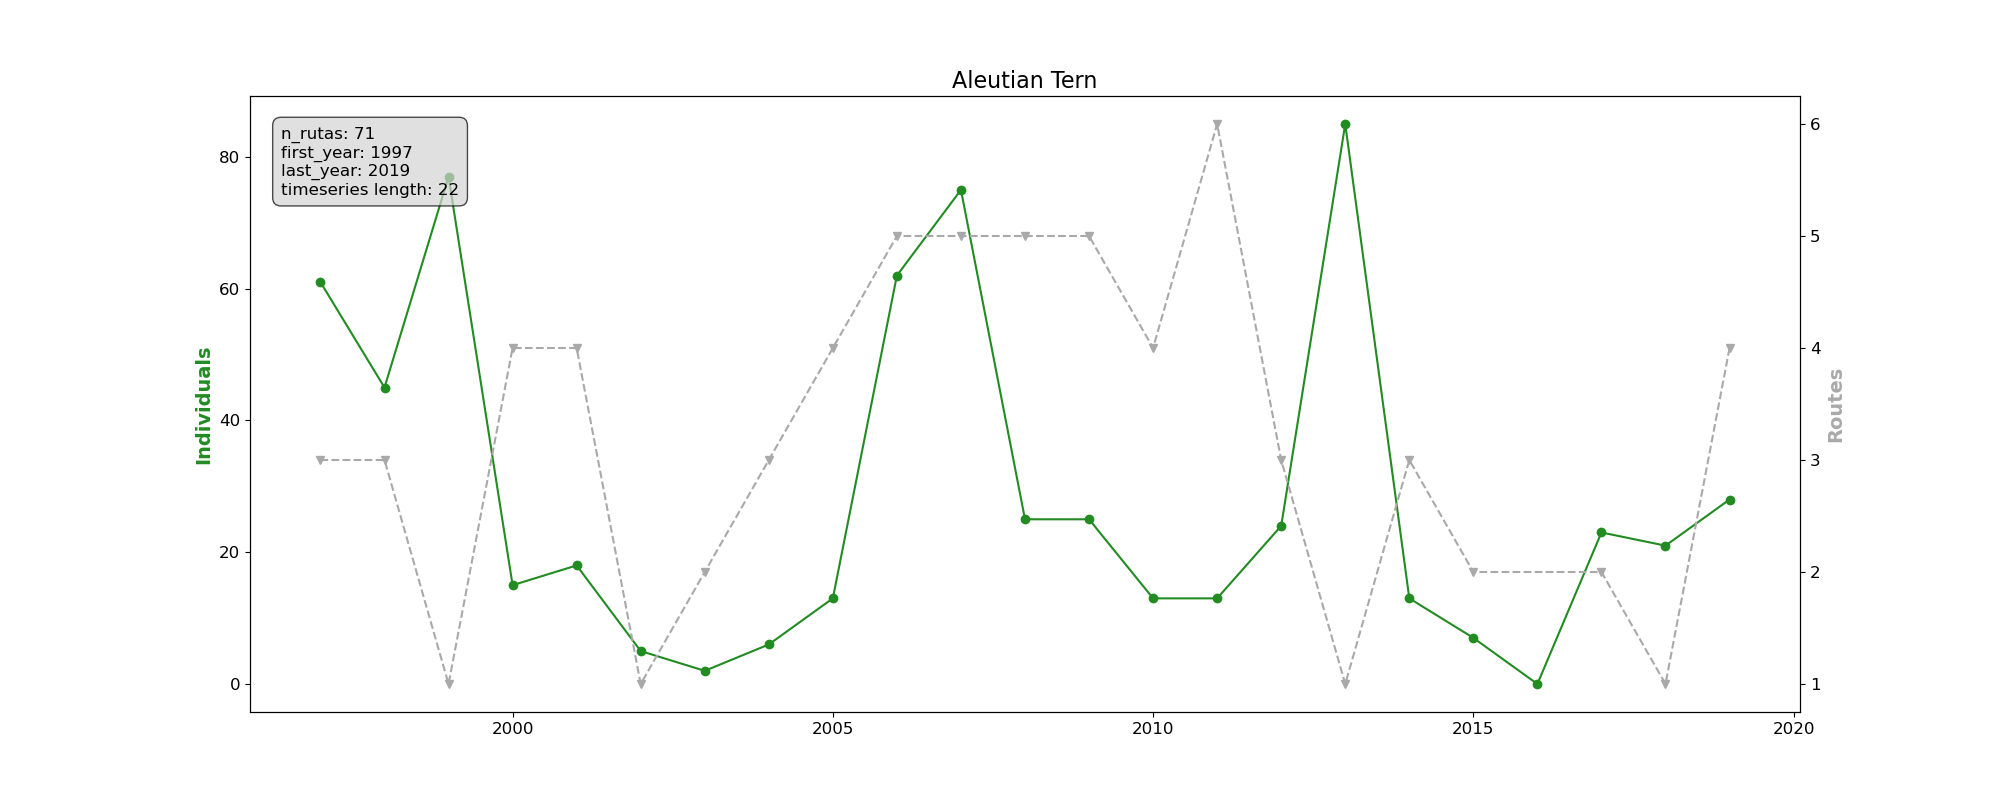 Aleutian Tern
n_rutas: 71
first_year: 1997
last_year: 2019
timeseries length: 22
Individuals
80
60
40
20
0
Routes
6
5
4
3
2
1
2000
2005
2010
2015
2020